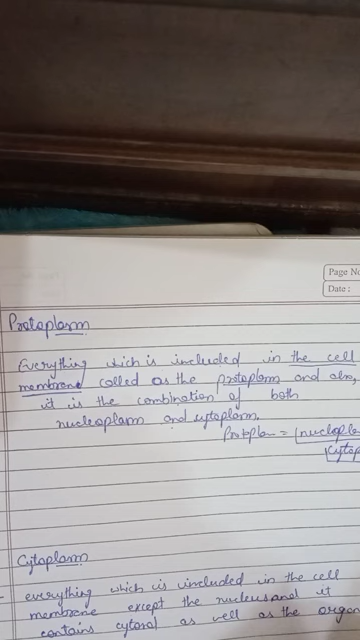 Page No
Date :
Protoplasm
Everything which is included in the cell
membrane called as the protoplasm and also,
it is the combination of both
nucleoplasm and cytoplasm.
Protoplasm = (nucleopla
(Cytop
Cytoplasm
everything which is included in the cell
membrane except the nucleus and it
contains cytosol as well as the organ